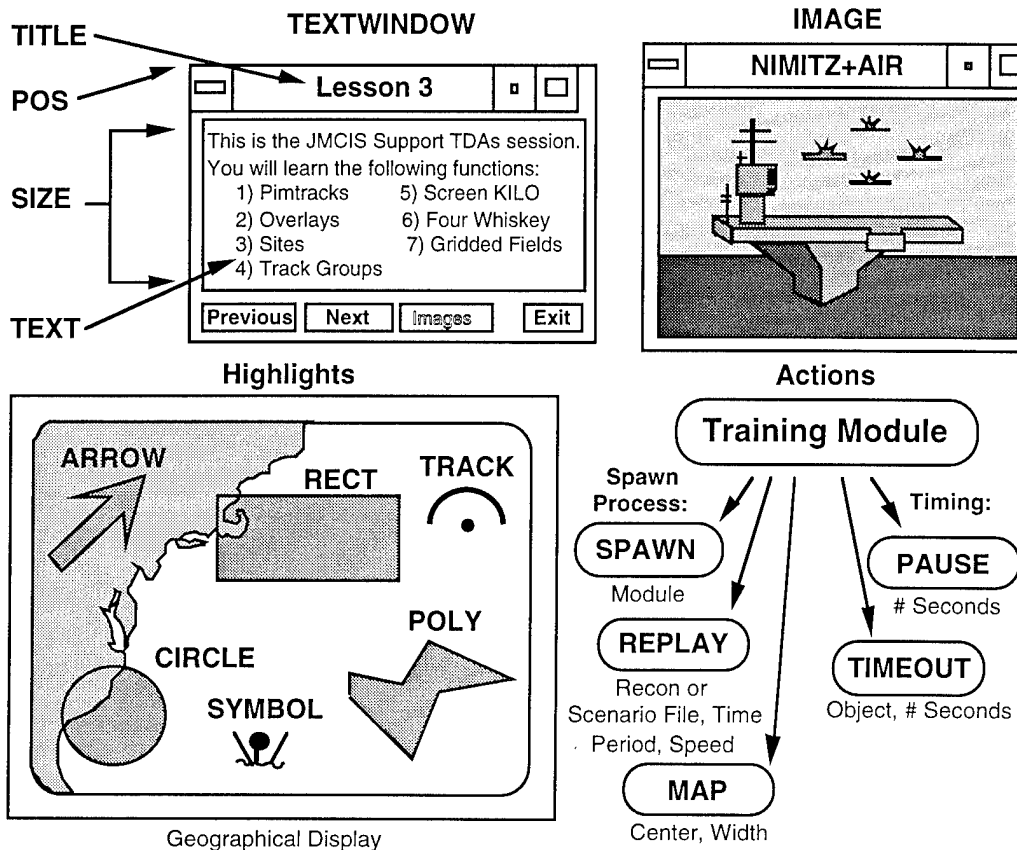 TEXTWINDOW
TITLE
POS
SIZE
TEXT
Lesson 3
This is the JMCIS Support TDAs session.
You will learn the following functions:
1) Pimtracks 5) Screen KILO
2) Overlays 6) Four Whiskey
3) Sites 7) Gridded Fields
4) Track Groups
Previous Next Images Exit
IMAGE
NIMITZ+AIR
Highlights
ARROW
RECT
TRACK
CIRCLE
SYMBOL
POLY
Geographical Display
Actions
Training Module
Spawn
Process:
SPAWN
Module
REPLAY
Recon or
Scenario File, Time
Period, Speed
MAP
Center, Width
Timing:
PAUSE
# Seconds
TIMEOUT
Object, # Seconds